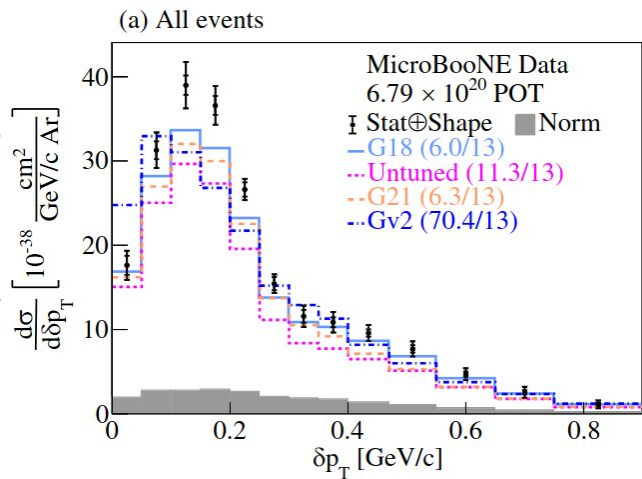 (a) All events
MicroBooNE Data
6.79 × 10²⁰ POT
Stat⊕Shape Norm
G18 (6.0/13)
Untuned (11.3/13)
G21 (6.3/13)
Gv2 (70.4/13)
dσ/dδp_T [10⁻³⁸ cm²/GeV/c Ar]
40
30
20
10
0
0 0.2 0.4 0.6 0.8
δp_T [GeV/c]